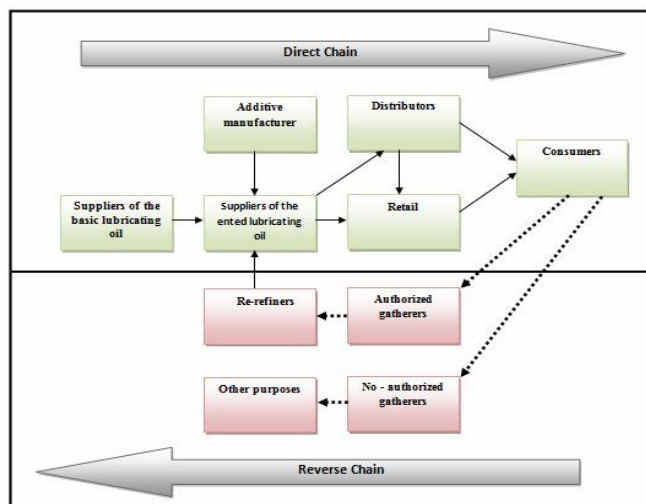 Direct Chain
Additive
manufacturer
Distributors
Consumers
Suppliers of the
basic lubricating
oil
Suppliers of the
ented lubricating
oil
Retail
Re-refiners
Authorized
gatherers
Other purposes
No - authorized
gatherers
Reverse Chain